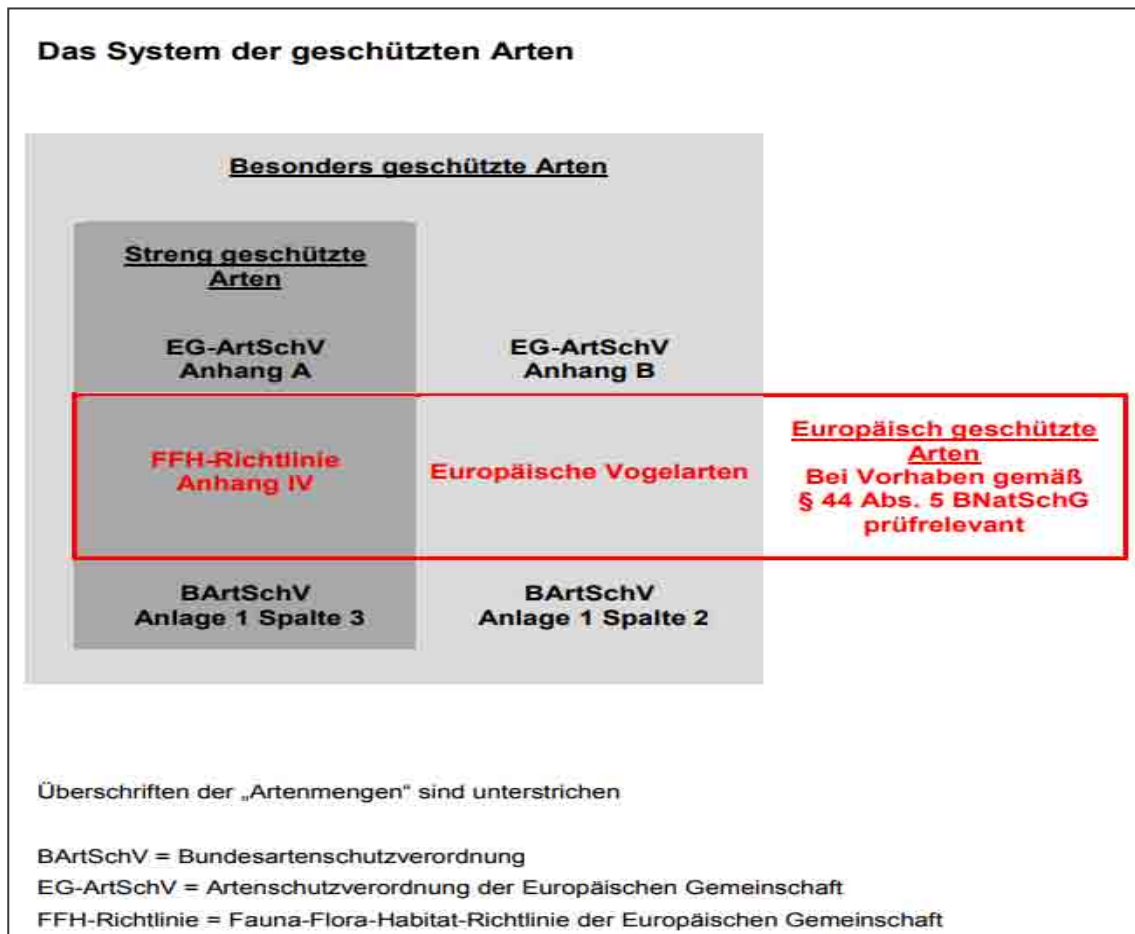 Das System der geschützten Arten
Besonders geschützte Arten
Streng geschützte
Arten
EG-ArtSchV
Anhang A
EG-ArtSchV
Anhang B
FFH-Richtlinie
Anhang IV
Europäische Vogelarten
Europäisch geschützte
Arten
Bei Vorhaben gemäß
§ 44 Abs. 5 BNatSchG
prüfrelevant
BArtSchV
Anlage 1 Spalte 3
BArtSchV
Anlage 1 Spalte 2
Überschriften der „Artenmengen“ sind unterstrichen
BArtSchV = Bundesartenschutzverordnung
EG-ArtSchV = Artenschutzverordnung der Europäischen Gemeinschaft
FFH-Richtlinie = Fauna-Flora-Habitat-Richtlinie der Europäischen Gemeinschaft